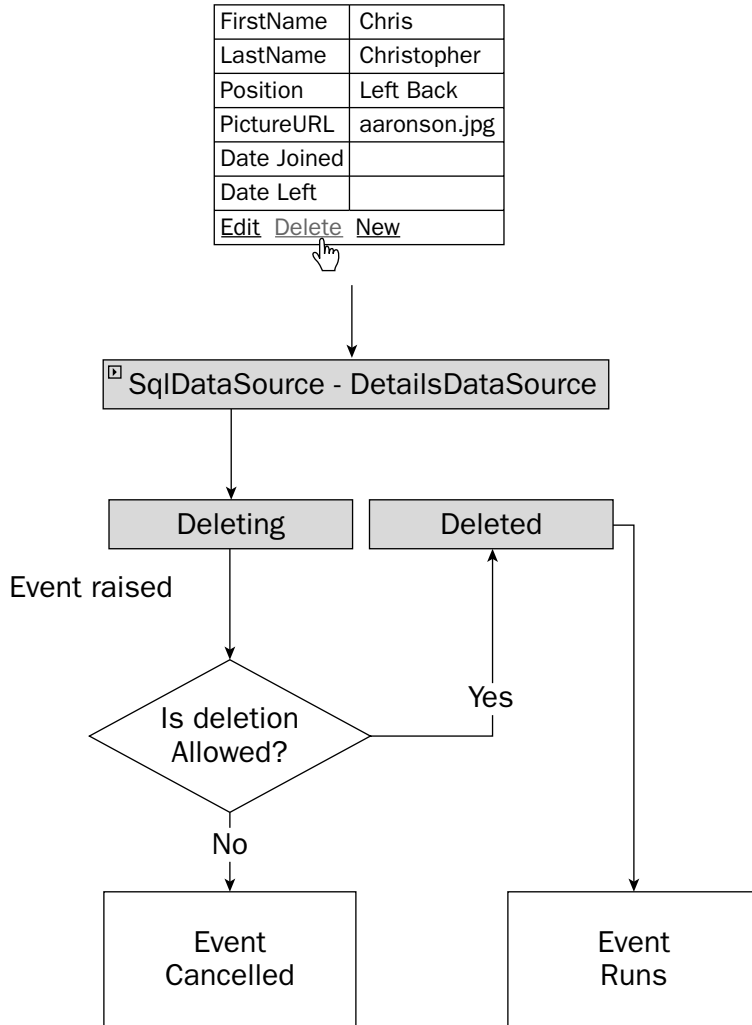 FirstName Chris
LastName Christopher
Position Left Back
PictureURL aaronson.jpg
Date Joined
Date Left
Edit Delete New
SqlDataSource - DetailsDataSource
Deleting
Deleted
Event raised
Is deletion
Allowed?
Yes
No
Event
Cancelled
Event
Runs